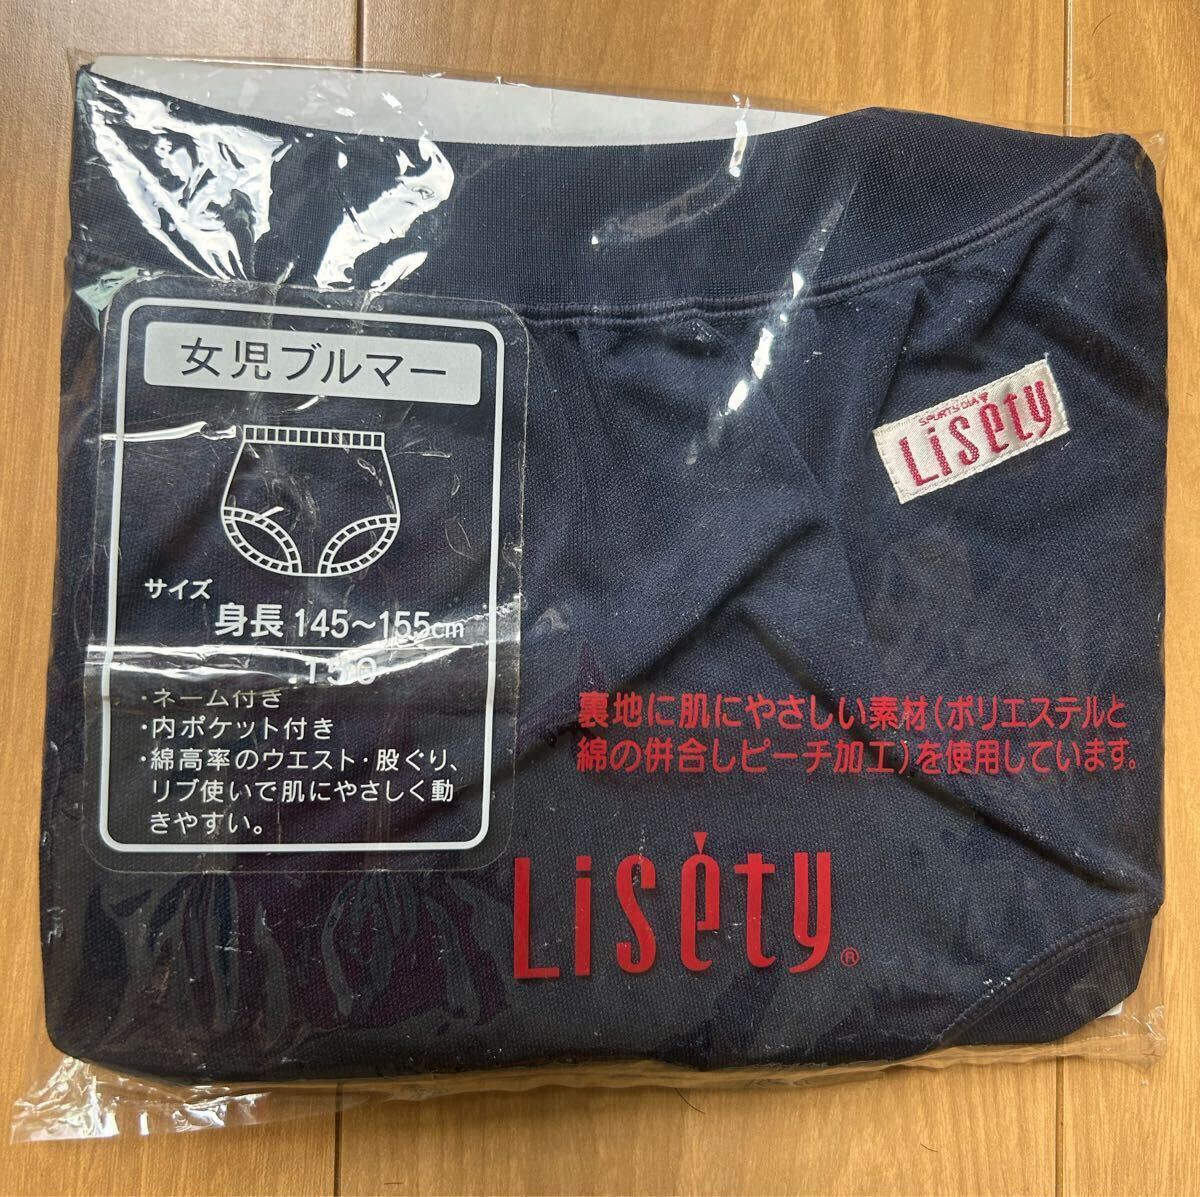 女児ブルマー
サイズ
身長 145~155cm
150
・ネーム付き
・内ポケット付き
・綿高率のウエスト・股ぐり、
リブ使いで肌にやさしく動
きやすい。
SPORTS DIA
Lisėty
裏地に肌にやさしい素材(ポリエステルと
綿の併合しピーチ加工)を使用しています。
Lisėty®